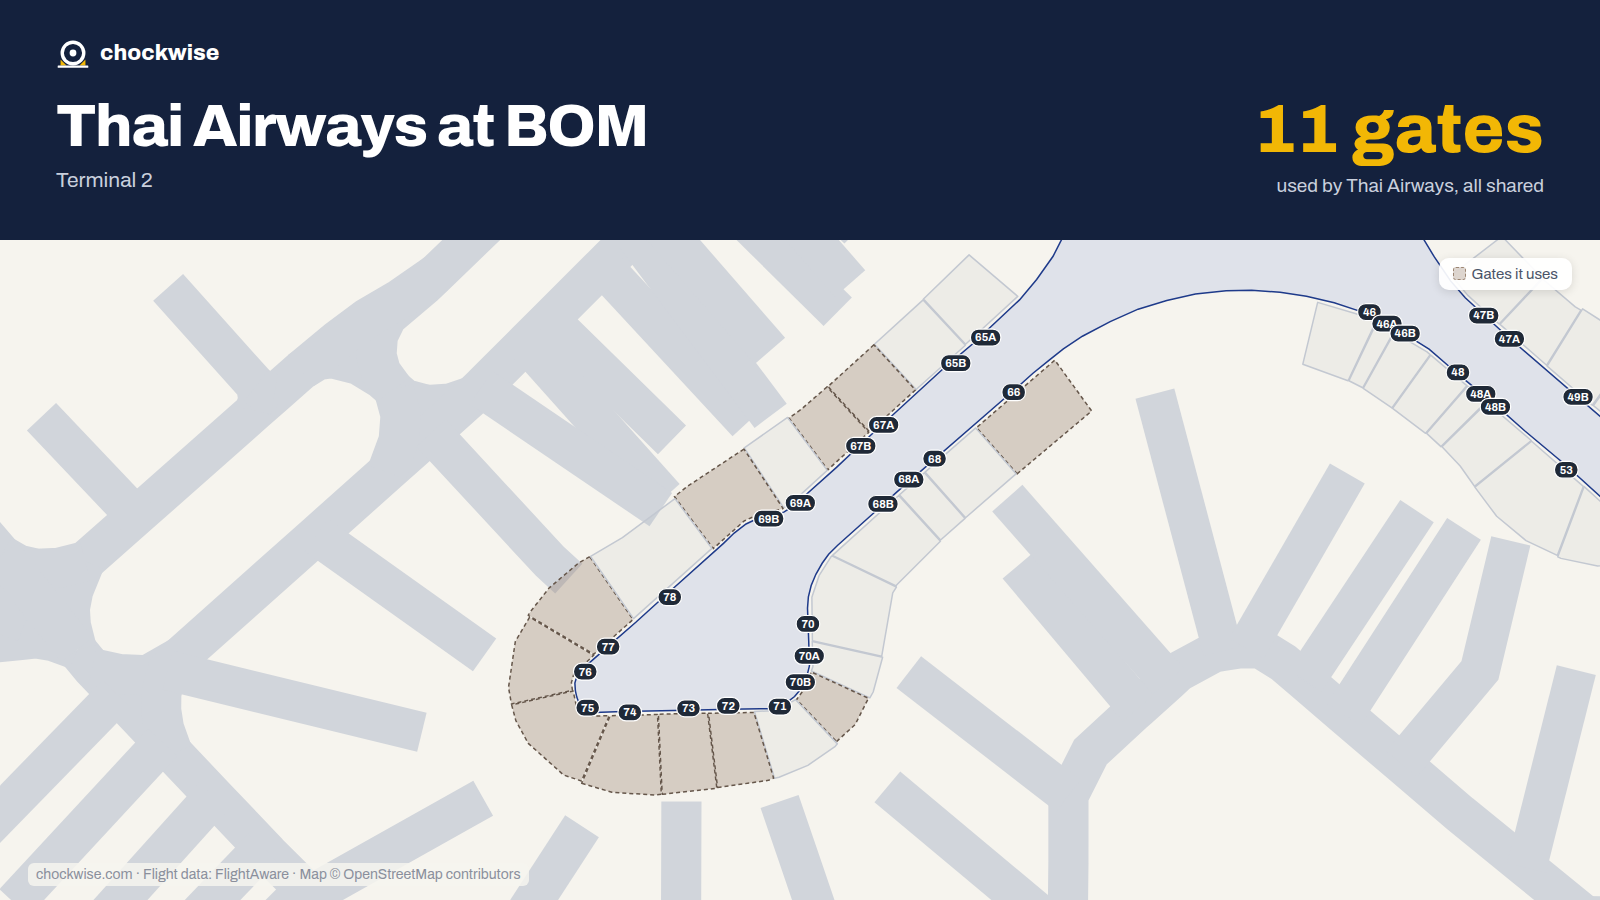 chockwise
Thai Airways at BOM
Terminal 2
11 gates
used by Thai Airways, all shared
Gates it uses
46
46A
46B
47B
47A
48
48A
48B
49B
53
65A
65B
66
67A
67B
68
68A
68B
69A
69B
78
77
76
75
74
73
72
71
70
70A
70B
chockwise.com · Flight data: FlightAware · Map © OpenStreetMap contributors